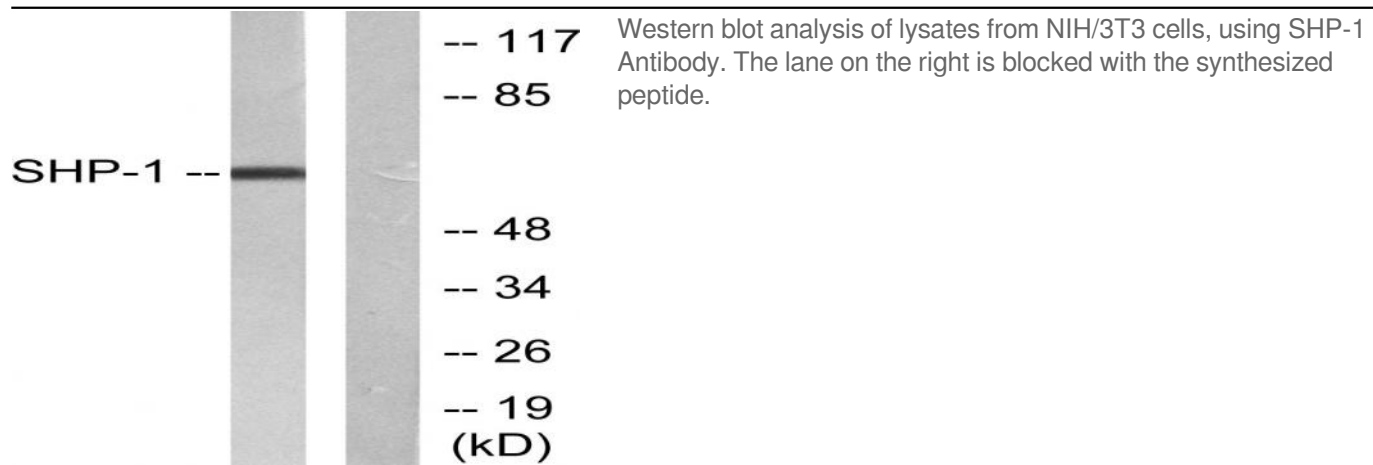 -- 117
-- 85
SHP-1 --
-- 48
-- 34
-- 26
-- 19
(kD)
Western blot analysis of lysates from NIH/3T3 cells, using SHP-1
Antibody. The lane on the right is blocked with the synthesized
peptide.